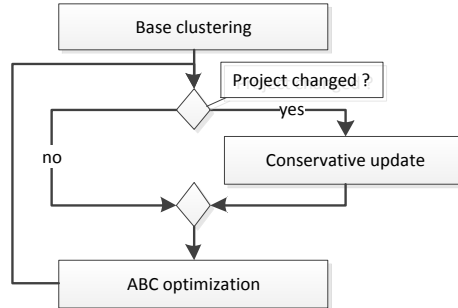 Base clustering
Project changed ?
yes
no
Conservative update
ABC optimization